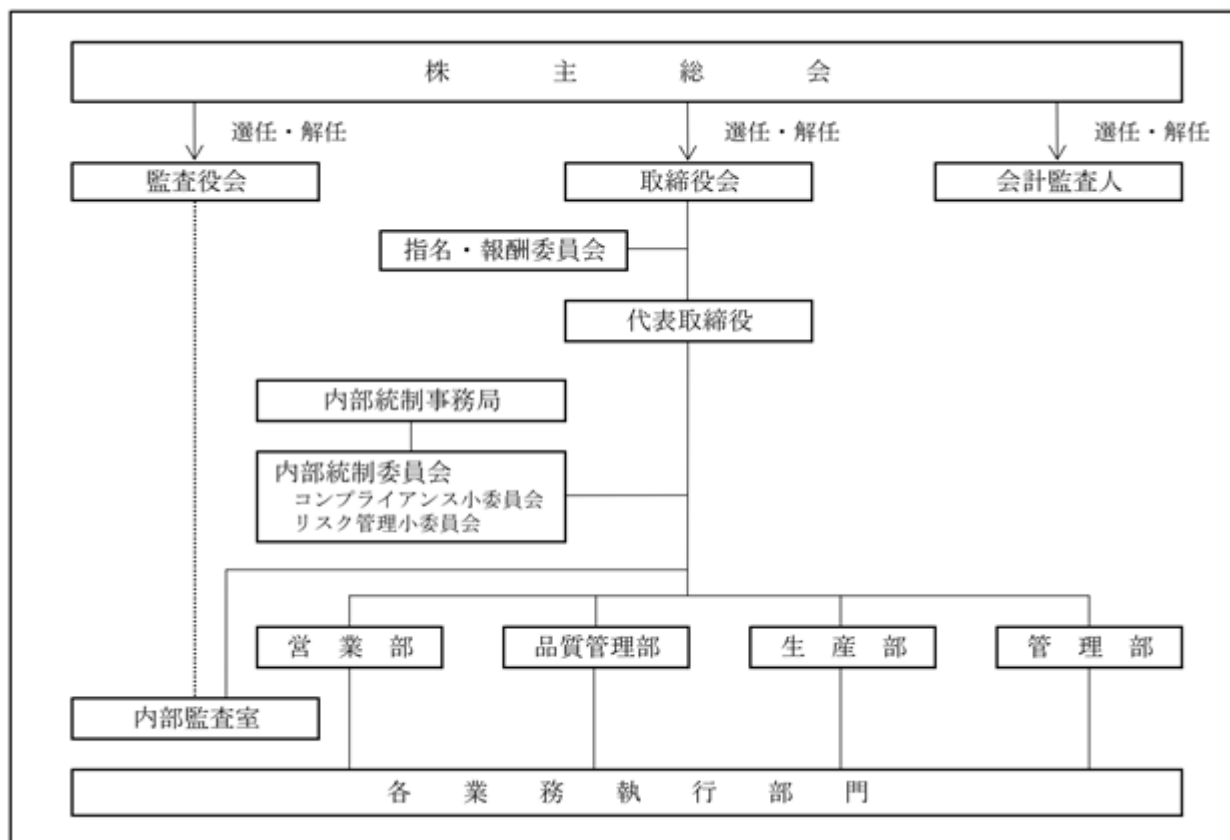 株主総会
選任・解任
選任・解任
選任・解任
監査役会
取締役会
会計監査人
指名・報酬委員会
代表取締役
内部統制事務局
内部統制委員会
コンプライアンス小委員会
リスク管理小委員会
営業部
品質管理部
生産部
管理部
内部監査室
各業務執行部門